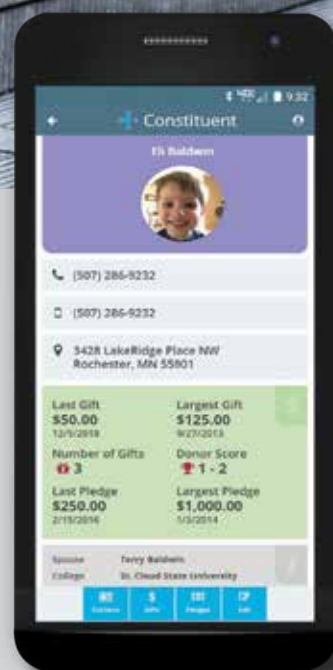 9:32
Constituent
Eli Baldwin
(507) 286-9232
(507) 286-9232
3428 LakeRidge Place NW
Rochester, MN 55901
Last Gift
$50.00
Largest Gift
$125.00
9/27/2013
Number of Gifts
3
Donor Score
1 - 2
Last Pledge
$250.00
2/15/2016
Largest Pledge
$1,000.00
1/3/2014
Spouse Terry Baldwin
College St. Cloud State University
Gifts
Pledges